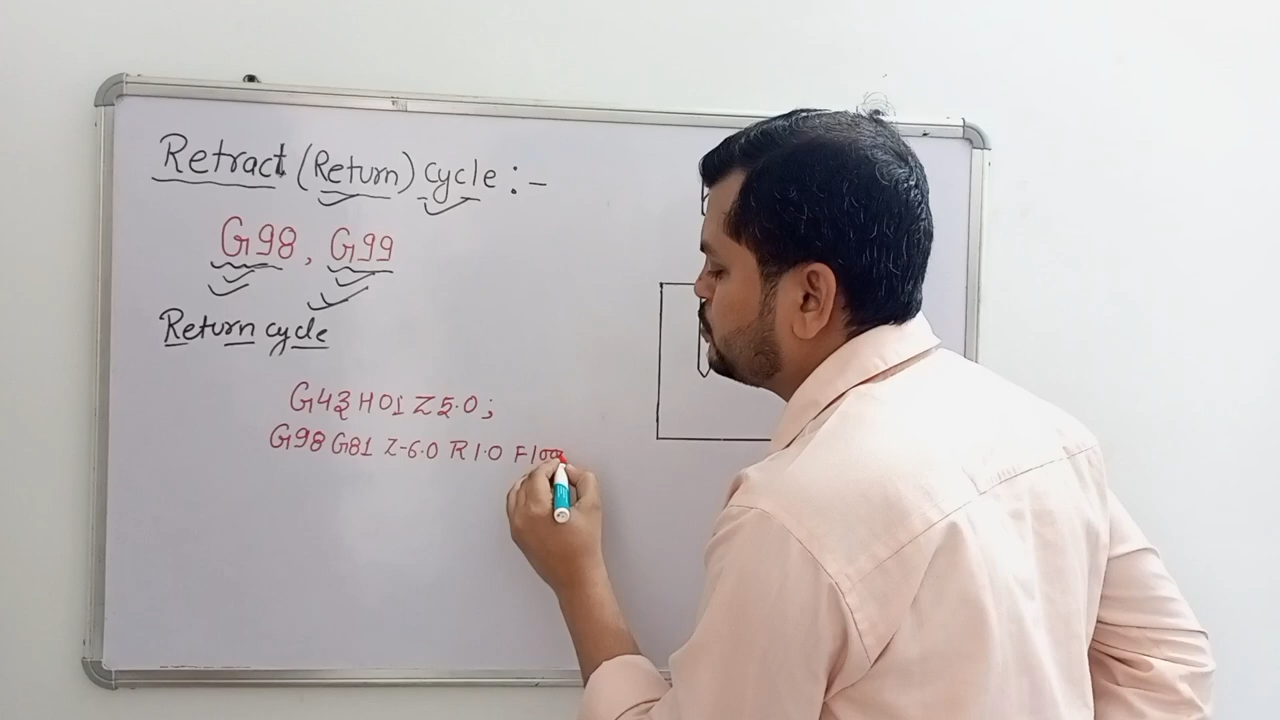 Retract (Return) cycle :-
G98, G99
Return cycle
G43 H01 Z5.0;
G98 G81 Z-6.0 R1.0 F100